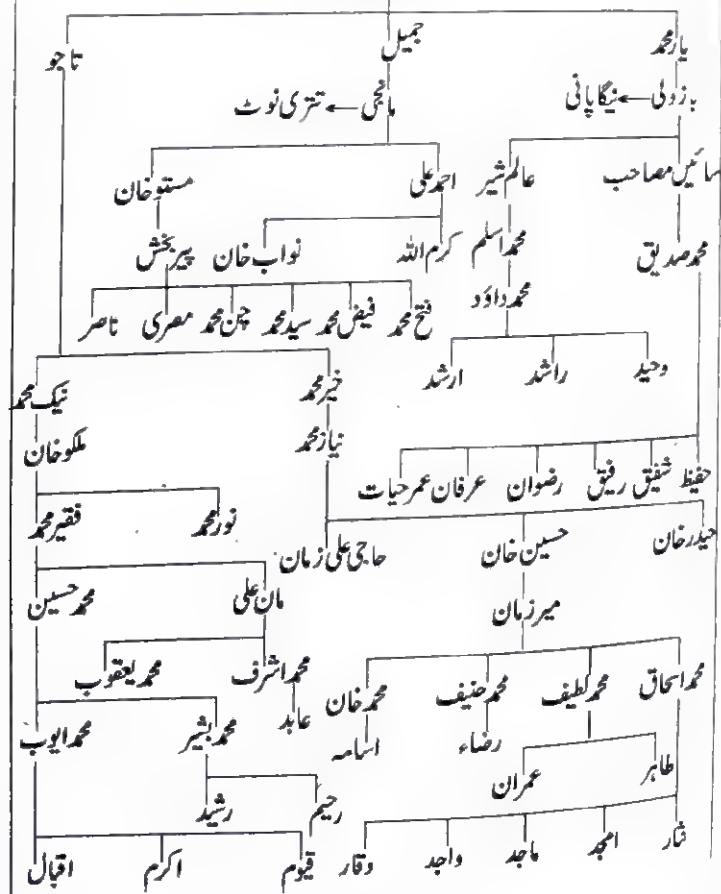 یار محمد جمیل تاجو
بزولی ← نیگاپانی مانجی ← تتری نوٹ
سائیں مصاحب عالم شیر احمد علی مستو خان
محمد صدیق محمد اسلم کرم اللہ نواب خان پیر بخش
محمد داؤد
فتح محمد فیض محمد سید محمد چن محمد مصری ناصر
وحید راشد ارشد
خیر محمد نیک محمد
نیاز محمد ملکو خان
حفیظ شفیق رفیق رضوان عرفان عمر حیات
نور محمد فقیر محمد
حیدر خان حسین خان حاجی علی زمان
مان علی محمد حسین
میر زمان
محمد اسحاق محمد لطیف محمد حنیف محمد خان محمد اشرف محمد یعقوب
رضاء اسامہ عابد محمد بشیر محمد ایوب
طاہر عمران رحیم رشید
نثار امجد ماجد واجد وقار قیوم اکرم اقبال